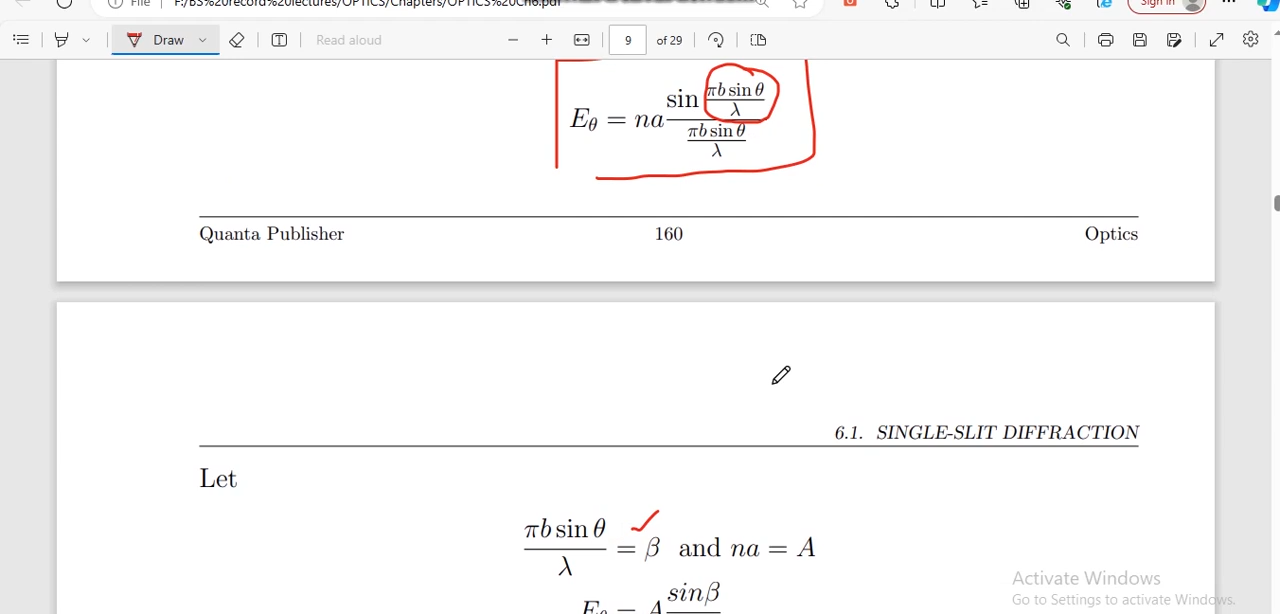 File F:/BS%20record%20lectures/OPTICS/Chapters/OPTICS%20Ch6.pdf Sign in
Draw Read aloud 9 of 29
E_θ = na (sin (πb sin θ / λ)) / (πb sin θ / λ)
Quanta Publisher 160 Optics
6.1. SINGLE-SLIT DIFFRACTION
Let
πb sin θ / λ = β and na = A
E_θ = A sinβ
Activate Windows
Go to Settings to activate Windows.